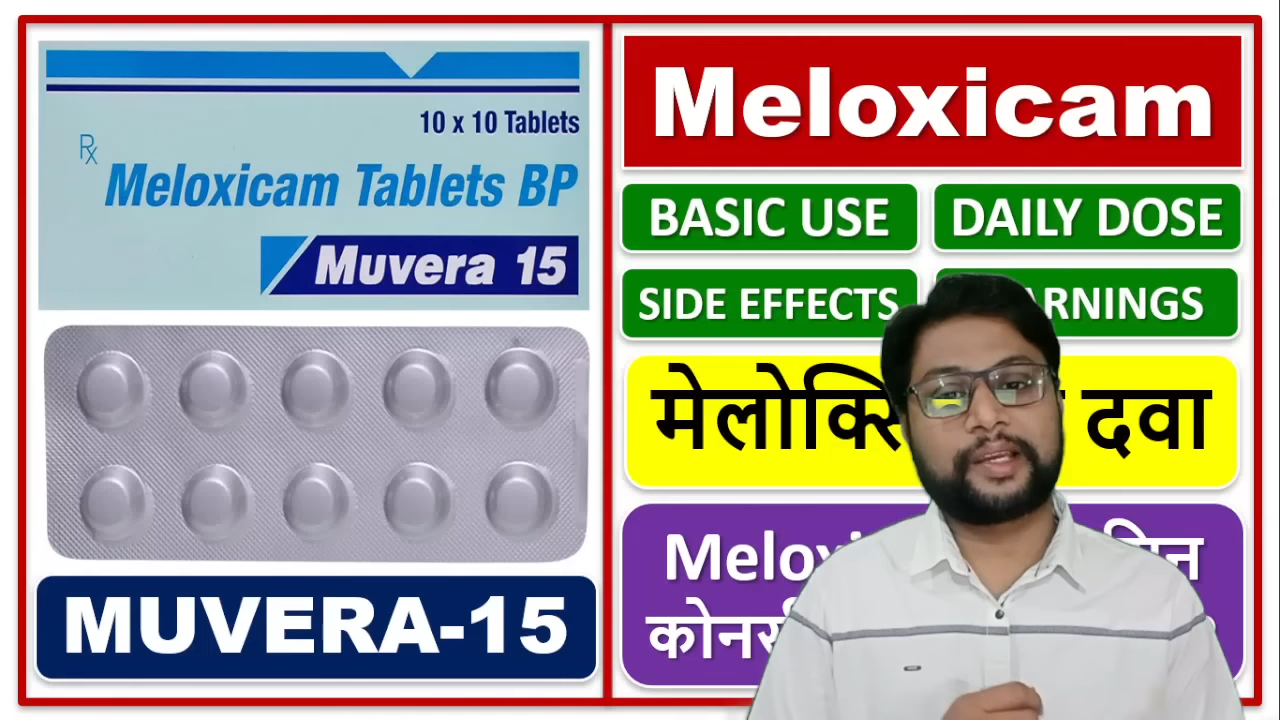 10 x 10 Tablets
Rx
Meloxicam Tablets BP
Muvera 15
MUVERA-15
Meloxicam
BASIC USE
DAILY DOSE
SIDE EFFECTS
दवा